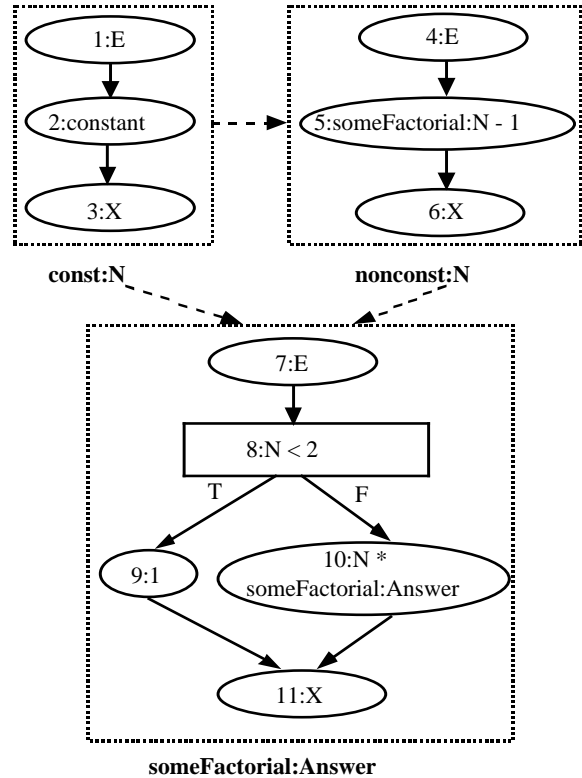 1:E
2:constant
3:X
const:N
4:E
5:someFactorial:N - 1
6:X
nonconst:N
7:E
8:N < 2
T
F
9:1
10:N *
someFactorial:Answer
11:X
someFactorial:Answer